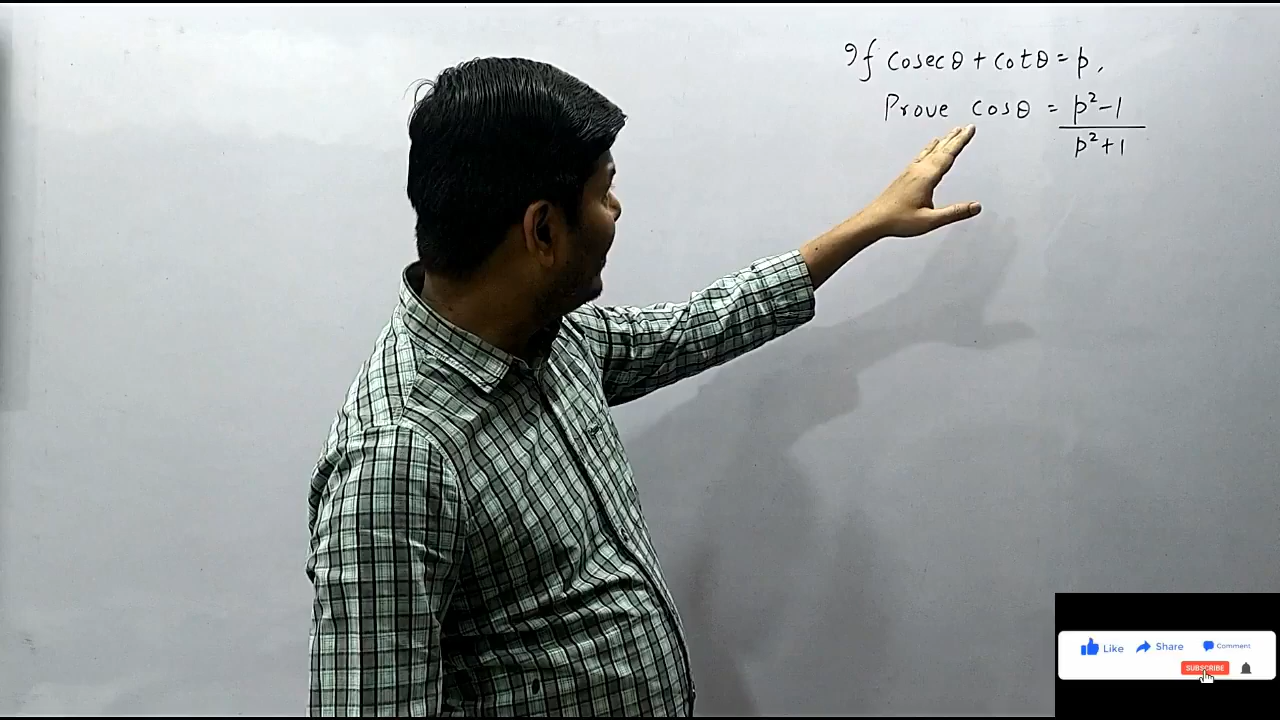 If cosecθ + cotθ = p,
Prove cosθ = p²-1
p²+1
Like Share Comment
SUBSCRIBE